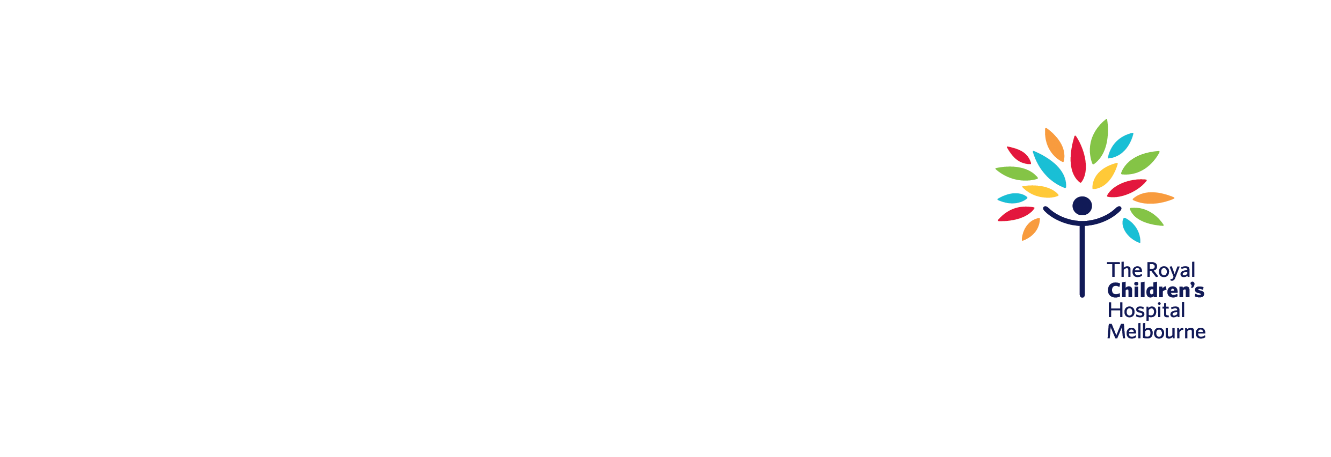 The Royal
Children's
Hospital
Melbourne